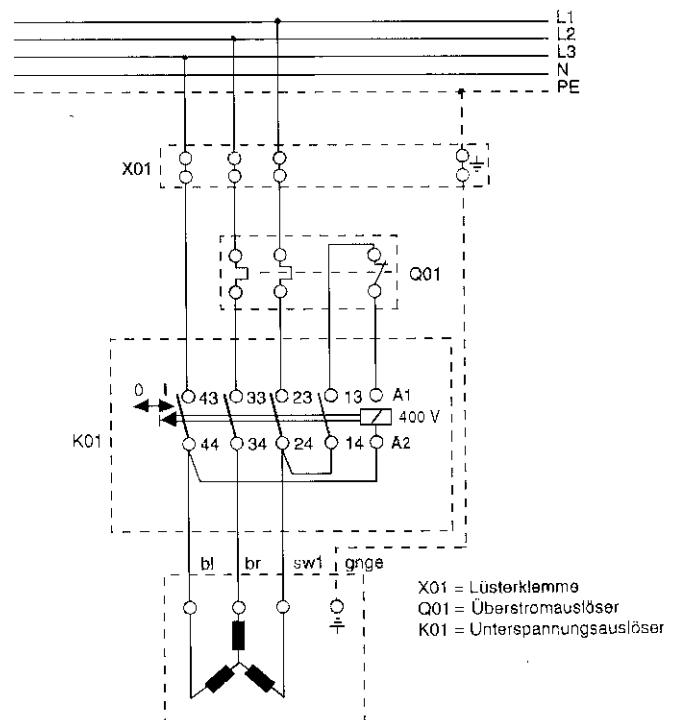 L1
L2
L3
N
PE
X01
Q01
0 I
43 33 23 13 A1
400 V
K01
44 34 24 14 A2
bl br sw1 gnge
X01 = Lüsterklemme
Q01 = Überstromauslöser
K01 = Unterspannungsauslöser